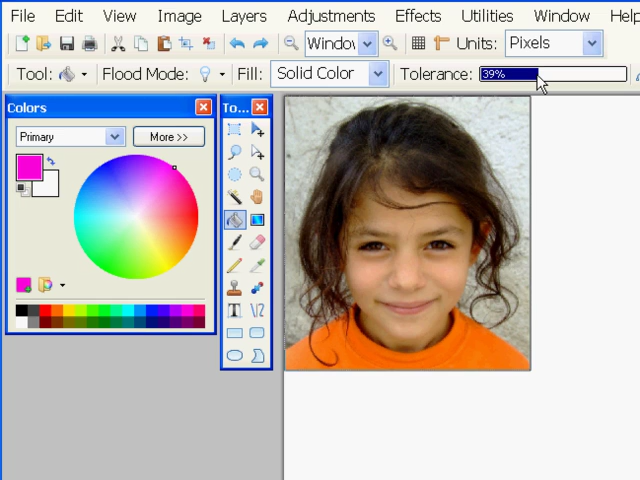 File Edit View Image Layers Adjustments Effects Utilities Window Help
Window Units: Pixels
Tool: Flood Mode: Fill: Solid Color Tolerance: 39%
Colors
To...
Primary More >>